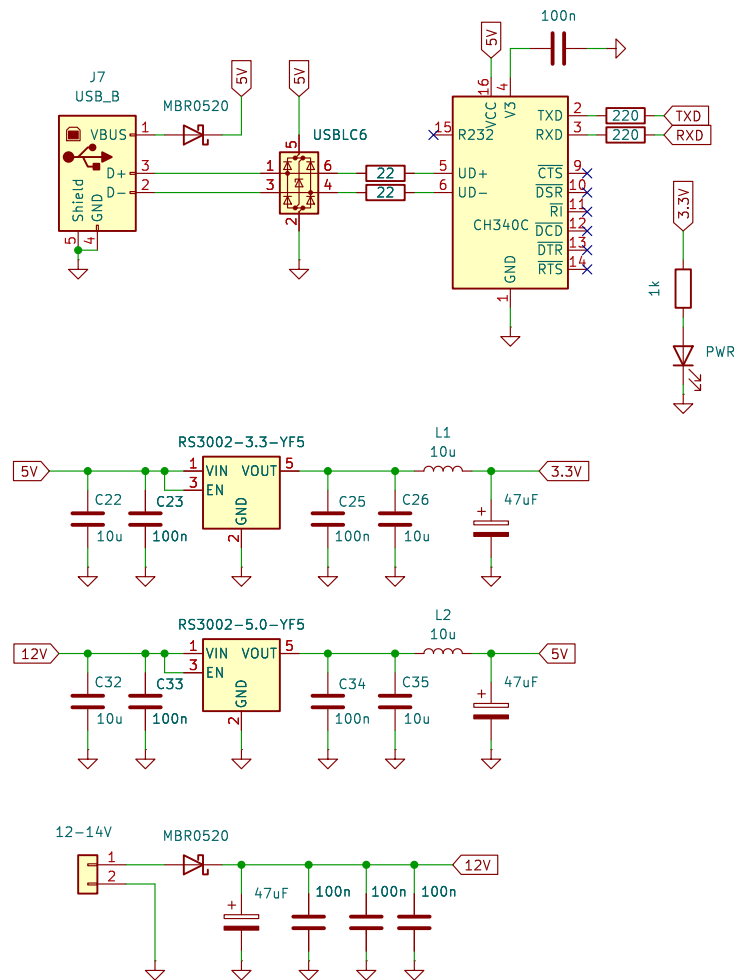 100n
5V
J7
USB_B
MBR0520
5V
5V
USBLC6
VBUS 1
D+ 3
D- 2
Shield
GND
5
4
5
1
6
3
4
2
22
22
16
4
VCC
V3
15 R232
5 UD+
6 UD-
CH340C
GND
1
TXD 2 220 TXD
RXD 3 220 RXD
CTS 9
DSR 10
RI 11
DCD 12
DTR 13
RTS 14
3.3V
1k
PWR
RS3002-3.3-YF5
5V
1 VIN VOUT 5
3 EN
GND
2
C22
10u
C23
100n
C25
100n
C26
10u
L1
10u
47uF
+
3.3V
RS3002-5.0-YF5
12V
1 VIN VOUT 5
3 EN
GND
2
C32
10u
C33
100n
C34
100n
C35
10u
L2
10u
47uF
+
5V
12-14V
1
2
MBR0520
47uF
+
100n
100n
100n
12V